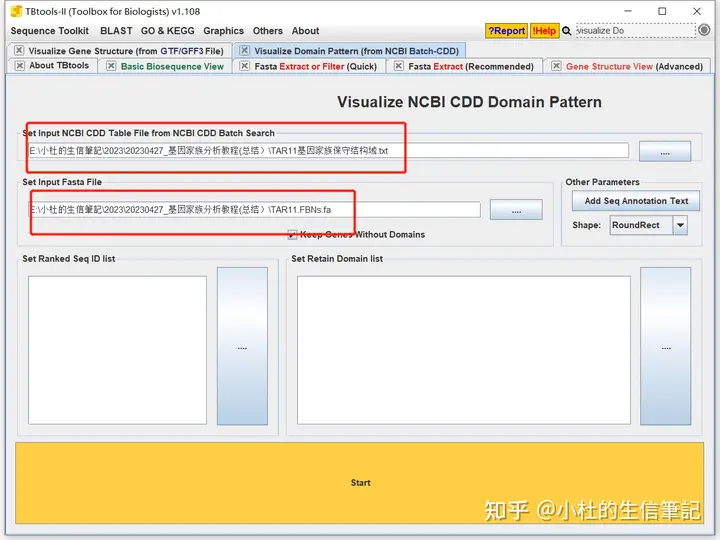 TBtools-II (Toolbox for Biologists) v1.108
Sequence Toolkit BLAST GO & KEGG Graphics Others About ?Report !Help visualize Do
Visualize Gene Structure (from GTF/GFF3 File) Visualize Domain Pattern (from NCBI Batch-CDD)
About TBtools Basic Biosequence View Fasta Extract or Filter (Quick) Fasta Extract (Recommended) Gene Structure View (Advanced)
Visualize NCBI CDD Domain Pattern
Set Input NCBI CDD Table File from NCBI CDD Batch Search
E:\小杜的生信筆記\2023\20230427_基因家族分析教程(总结）\TAR11基因家族保守结构域.txt ....
Set Input Fasta File Other Parameters
E:\小杜的生信筆記\2023\20230427_基因家族分析教程(总结）\TAR11.FBNs.fa .... Add Seq Annotation Text
Shape: RoundRect
Keep Genes Without Domains
Set Ranked Seq ID list Set Retain Domain list
.... ....
Start
知乎 @小杜的生信筆記